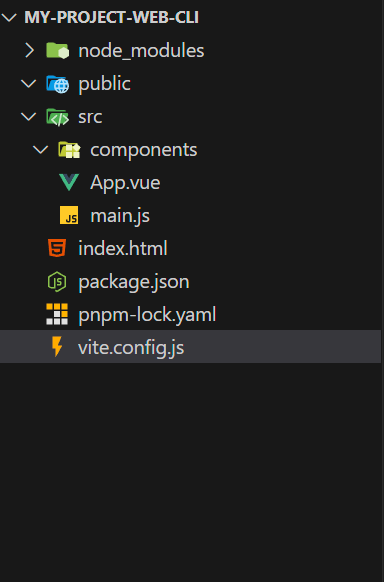 MY-PROJECT-WEB-CLI
node_modules
public
src
components
App.vue
JS main.js
index.html
package.json
pnpm-lock.yaml
vite.config.js